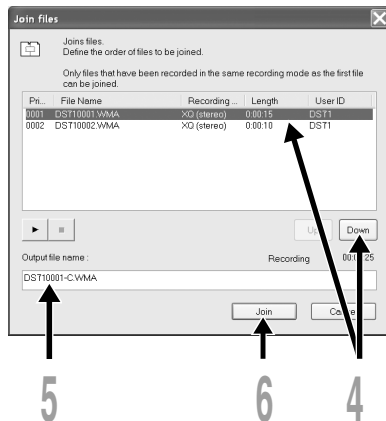 Join files
Joins files.
Define the order of files to be joined.
Only files that have been recorded in the same recording mode as the first file
can be joined.
Pri... File Name Recording ... Length User ID
0001 DST10001.WMA XQ (stereo) 0:00:15 DST1
0002 DST10002.WMA XQ (stereo) 0:00:10 DST1
Down
Output file name : Recording
DST10001-C.WMA
Join
5 6 4